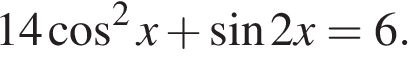 14 cos² x + sin 2x = 6.